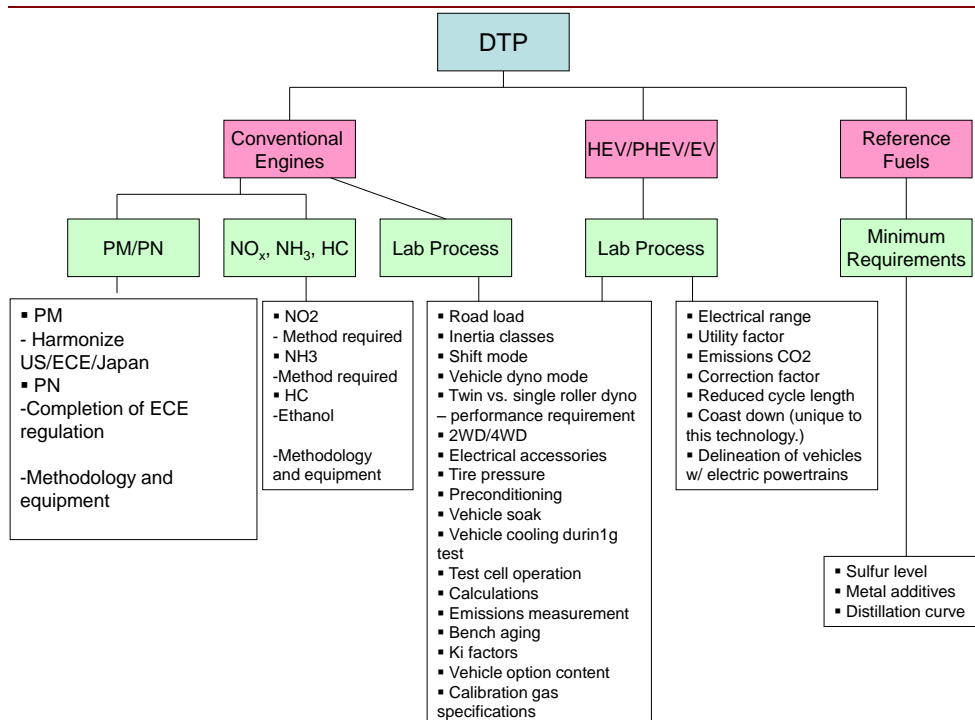 DTP
Conventional
Engines
HEV/PHEV/EV
Reference
Fuels
PM/PN
NOx, NH3, HC
Lab Process
Lab Process
Minimum
Requirements
▪ PM
- Harmonize
US/ECE/Japan
▪ PN
-Completion of ECE
regulation
-Methodology and
equipment
▪ NO2
- Method required
▪ NH3
-Method required
▪ HC
-Ethanol
-Methodology
and equipment
▪ Road load
▪ Inertia classes
▪ Shift mode
▪ Vehicle dyno mode
▪ Twin vs. single roller dyno
– performance requirement
▪ 2WD/4WD
▪ Electrical accessories
▪ Tire pressure
▪ Preconditioning
▪ Vehicle soak
▪ Vehicle cooling durin1g
test
▪ Test cell operation
▪ Calculations
▪ Emissions measurement
▪ Bench aging
▪ Ki factors
▪ Vehicle option content
▪ Calibration gas
specifications
▪ Electrical range
▪ Utility factor
▪ Emissions CO2
▪ Correction factor
▪ Reduced cycle length
▪ Coast down (unique to
this technology.)
▪ Delineation of vehicles
w/ electric powertrains
▪ Sulfur level
▪ Metal additives
▪ Distillation curve